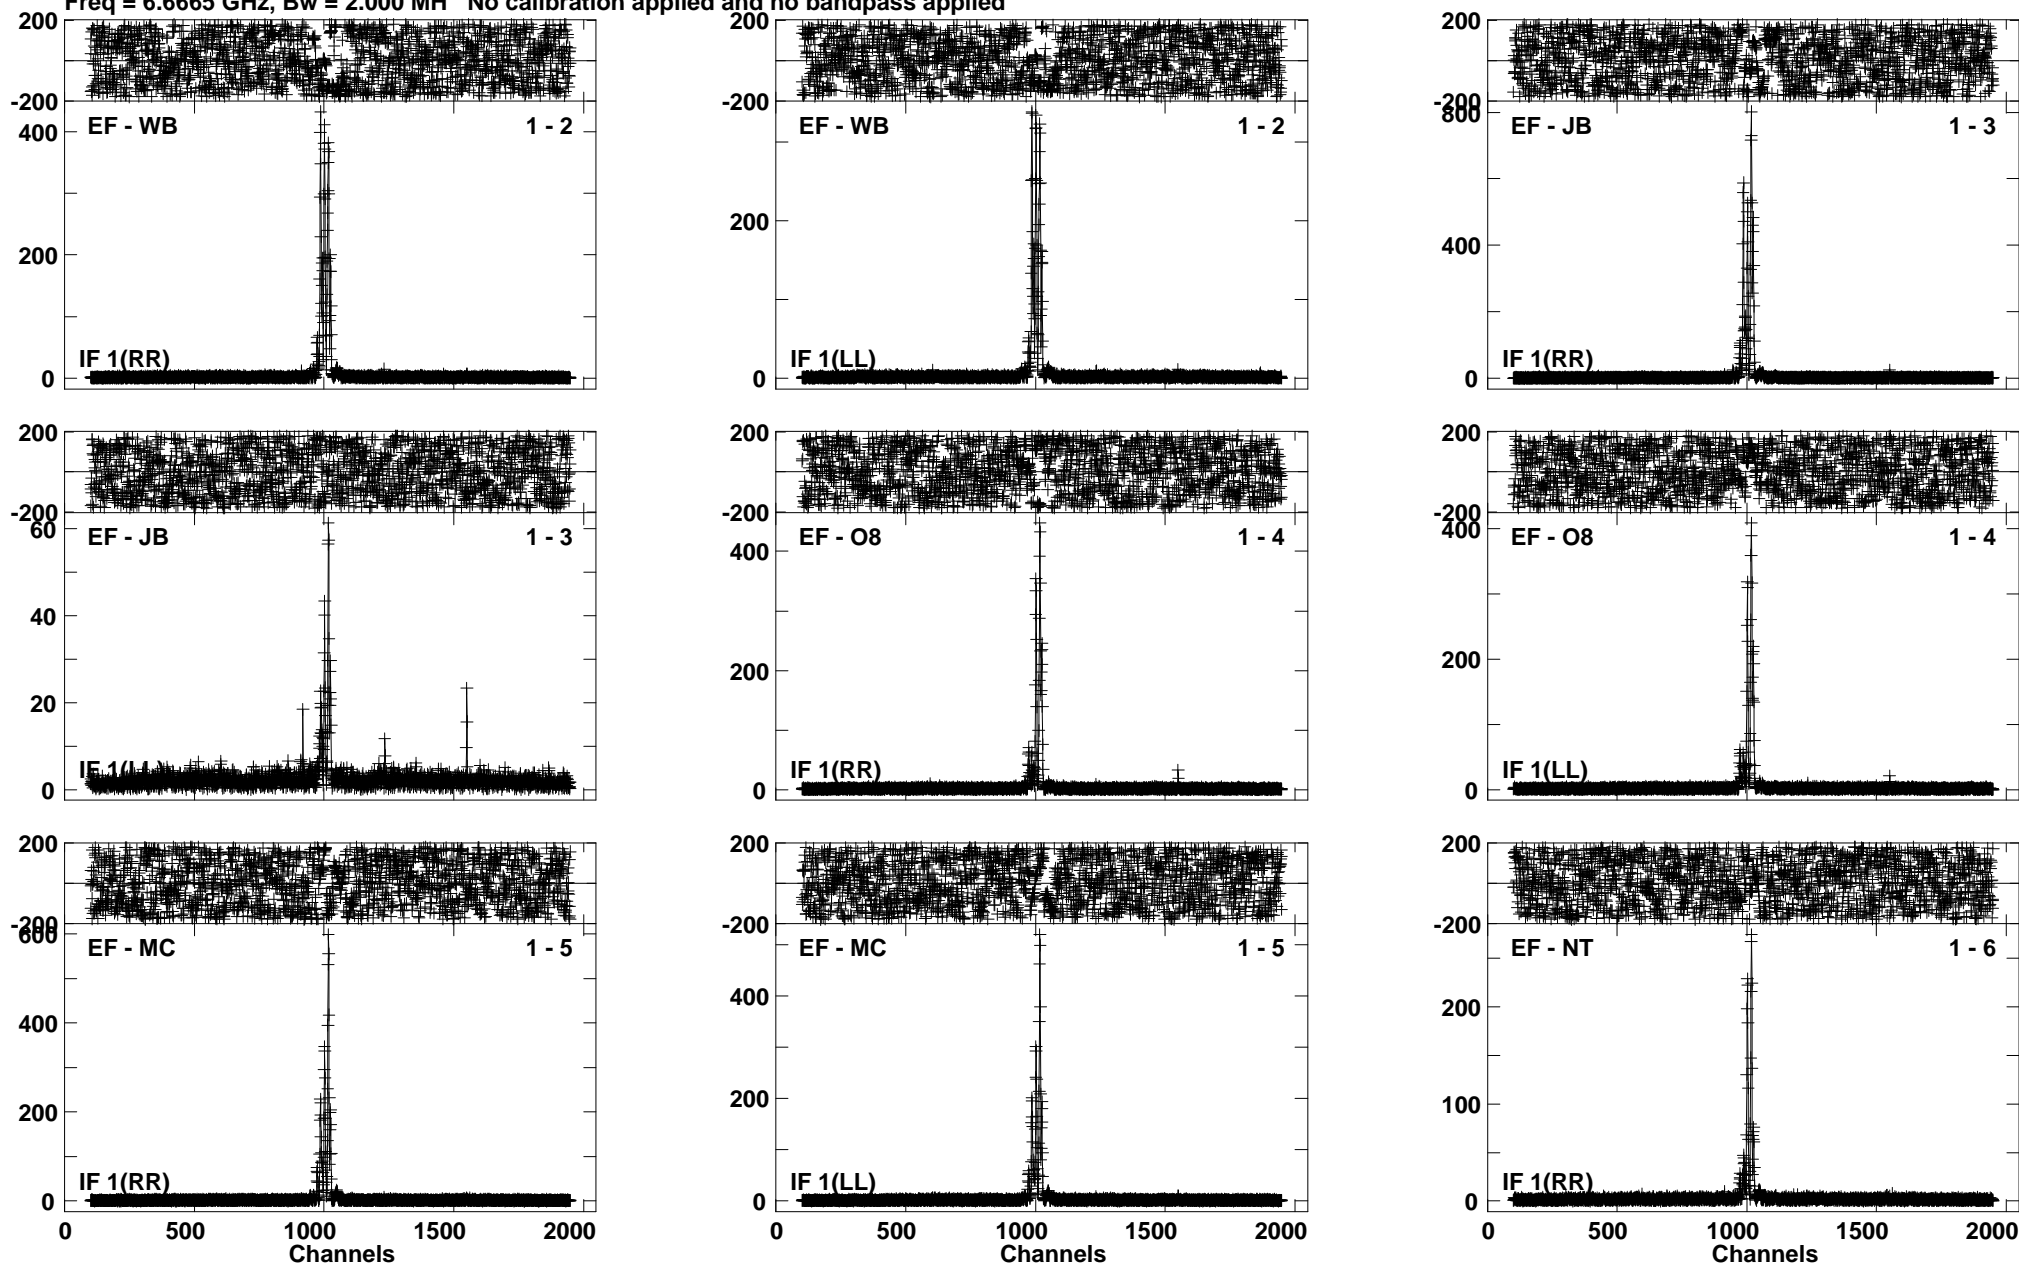 Freq = 6.6665 GHz, Bw = 2.000 MH No calibration applied and no bandpass applied
200
-200
EF - WB 1 - 2
400
200
0
IF 1(RR)
200
-200
EF - WB 1 - 2
200
0
IF 1(LL)
200
-200
800
EF - JB 1 - 3
400
0
IF 1(RR)
200
-200
60
EF - JB 1 - 3
40
20
0
IF 1(LL)
200
-200
EF - O8 1 - 4
400
200
0
IF 1(RR)
200
-200
400
EF - O8 1 - 4
200
0
IF 1(LL)
200
-200
600
EF - MC 1 - 5
400
200
0
IF 1(RR)
0 500 1000 1500 2000
Channels
200
-200
EF - MC 1 - 5
400
200
0
IF 1(LL)
0 500 1000 1500 2000
Channels
200
-200
EF - NT 1 - 6
200
100
0
IF 1(RR)
0 500 1000 1500 2000
Channels